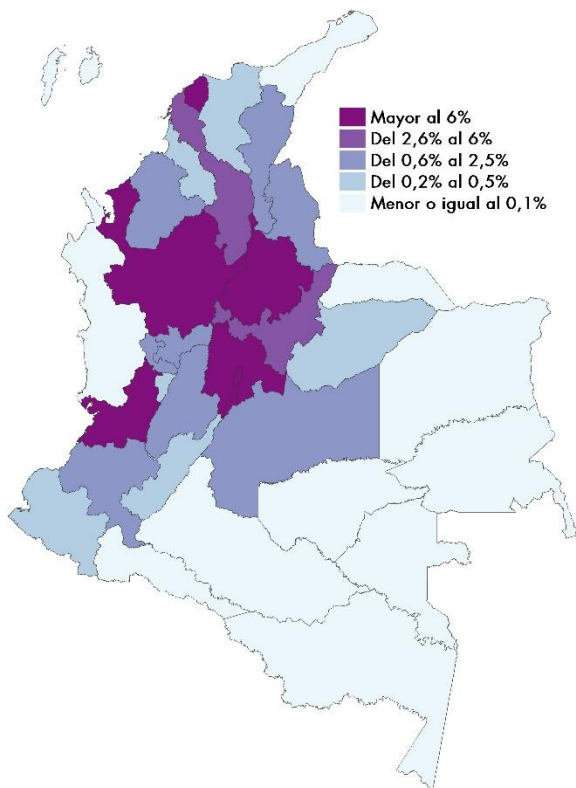 Mayor al 6%
Del 2,6% al 6%
Del 0,6% al 2,5%
Del 0,2% al 0,5%
Menor o igual al 0,1%